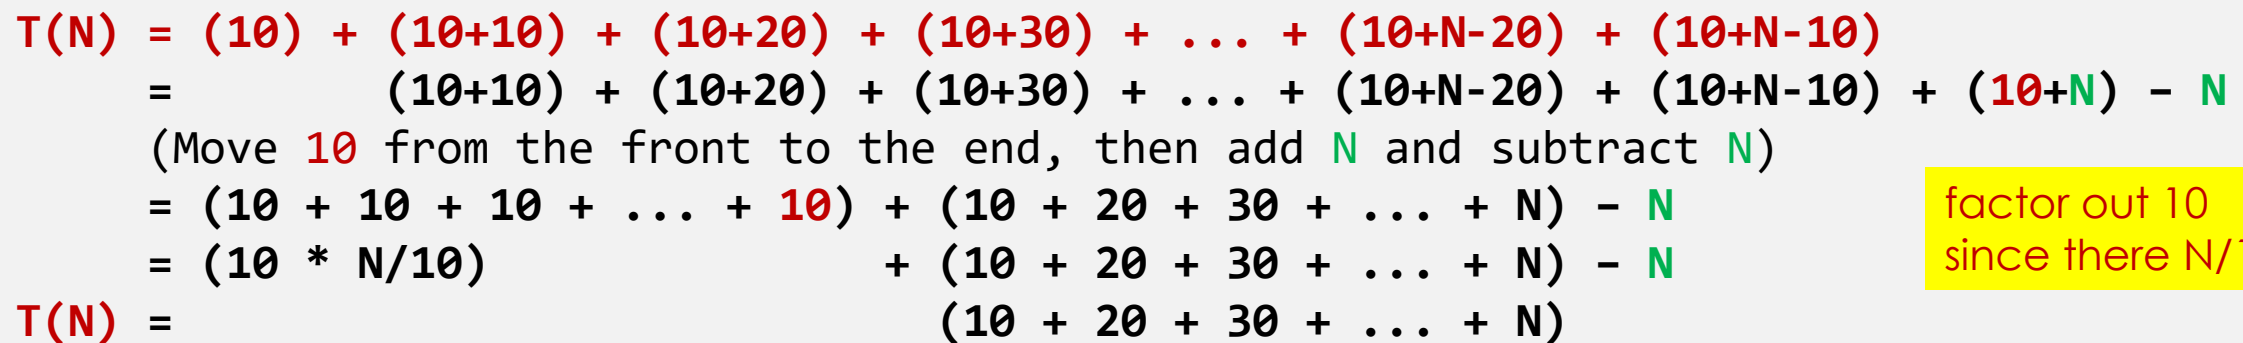 T(N) = (10) + (10+10) + (10+20) + (10+30) + ... + (10+N-20) + (10+N-10)
= (10+10) + (10+20) + (10+30) + ... + (10+N-20) + (10+N-10) + (10+N) – N
(Move 10 from the front to the end, then add N and subtract N)
= (10 + 10 + 10 + ... + 10) + (10 + 20 + 30 + ... + N) – N
= (10 * N/10) + (10 + 20 + 30 + ... + N) – N
T(N) = (10 + 20 + 30 + ... + N)
factor out 10
since there N/